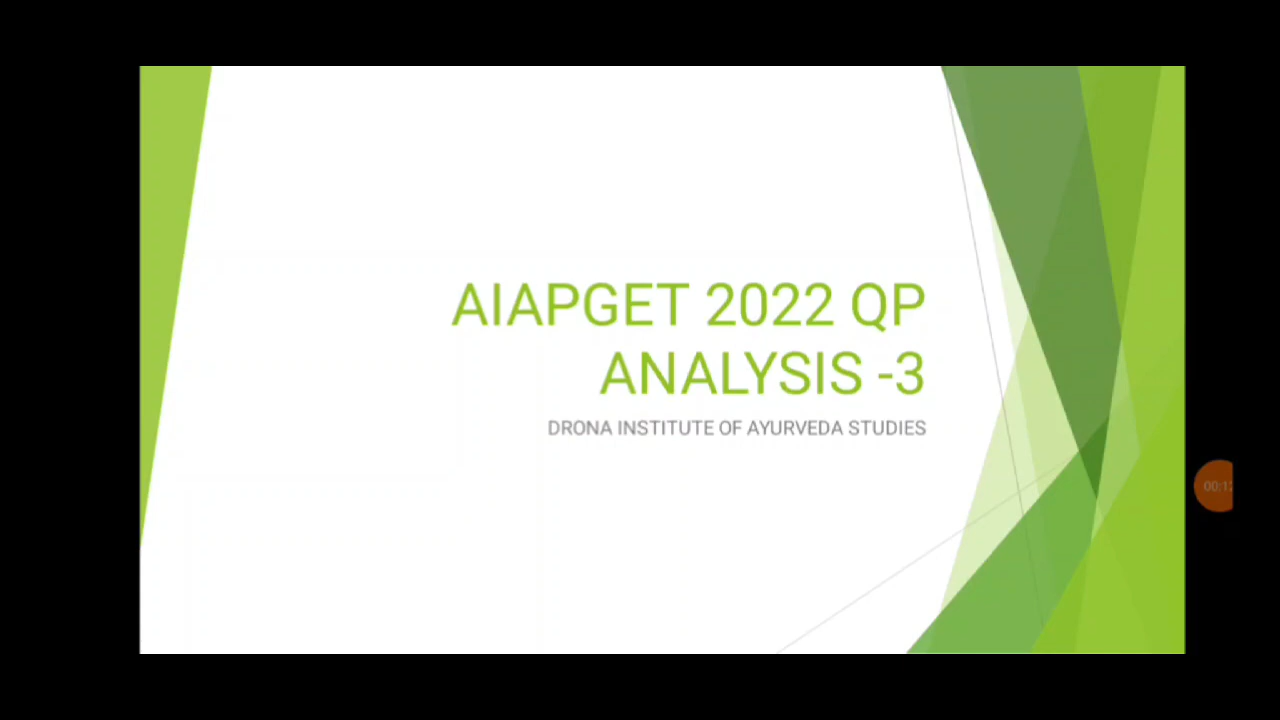 AIAPGET 2022 QP
ANALYSIS -3
DRONA INSTITUTE OF AYURVEDA STUDIES